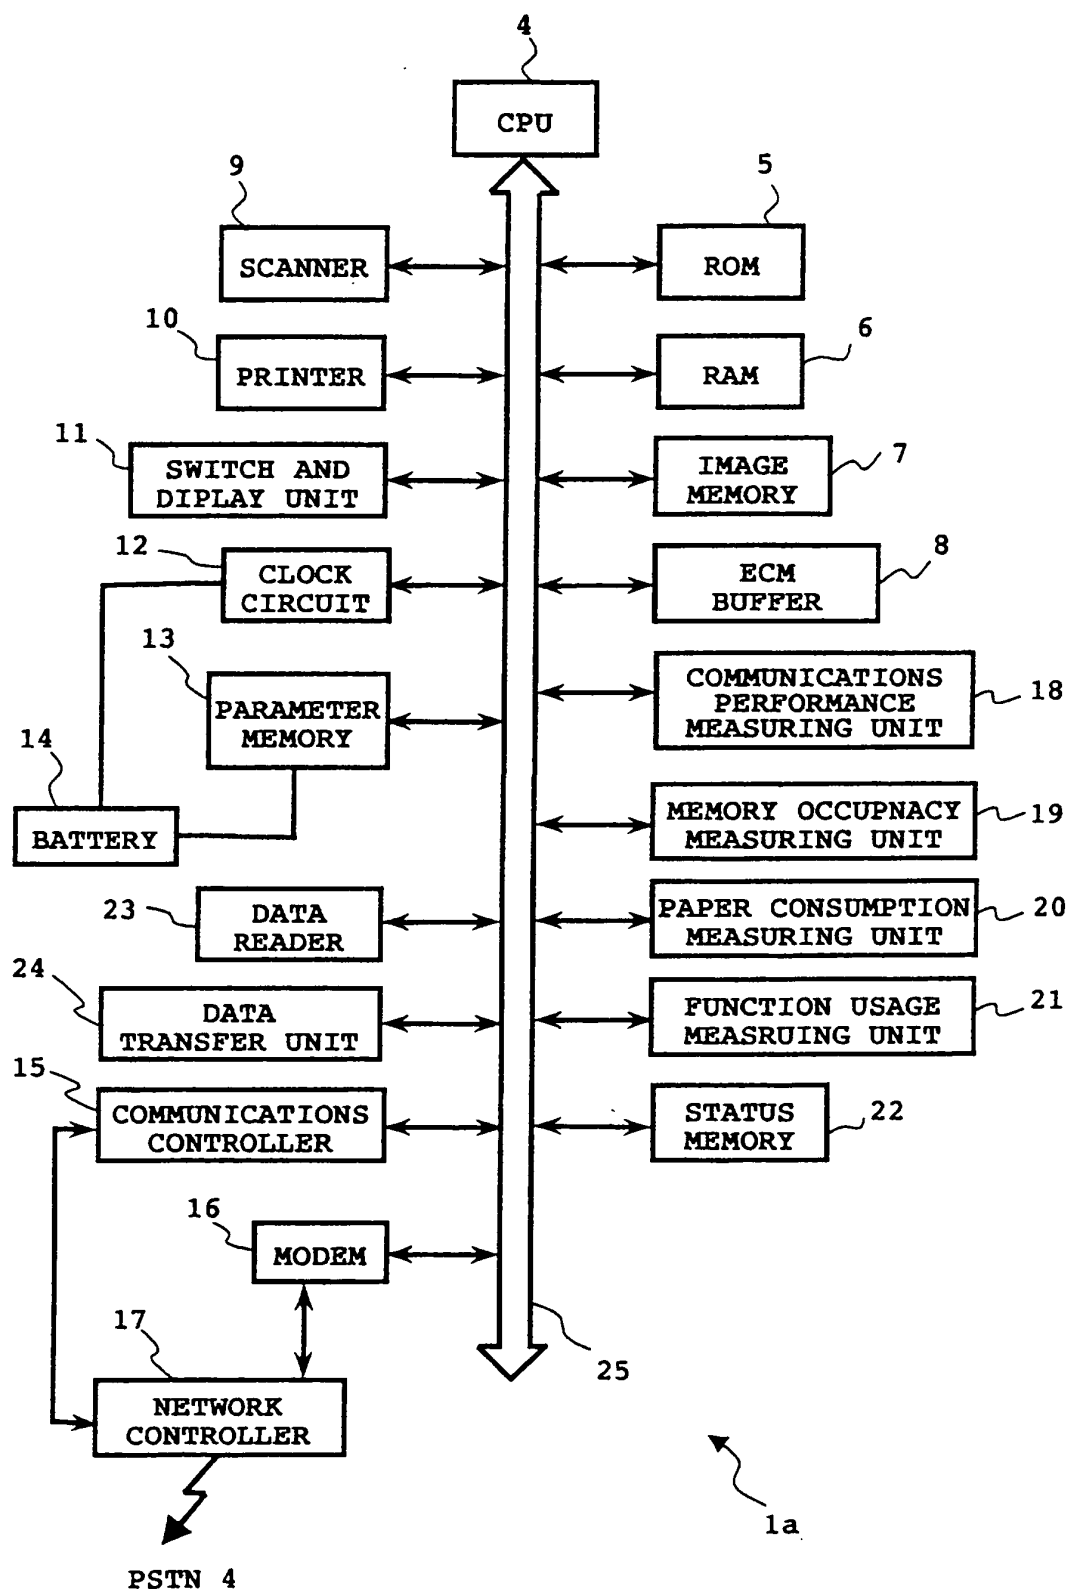 4
CPU
9
SCANNER
5
ROM
10
PRINTER
6
RAM
11
SWITCH AND
DIPLAY UNIT
7
IMAGE
MEMORY
12
CLOCK
CIRCUIT
8
ECM
BUFFER
13
PARAMETER
MEMORY
18
COMMUNICATIONS
PERFORMANCE
MEASURING UNIT
14
BATTERY
19
MEMORY OCCUPNACY
MEASURING UNIT
23
DATA
READER
20
PAPER CONSUMPTION
MEASURING UNIT
24
DATA
TRANSFER UNIT
21
FUNCTION USAGE
MEASRUING UNIT
15
COMMUNICATIONS
CONTROLLER
22
STATUS
MEMORY
16
MODEM
17
NETWORK
CONTROLLER
25
1a
PSTN 4